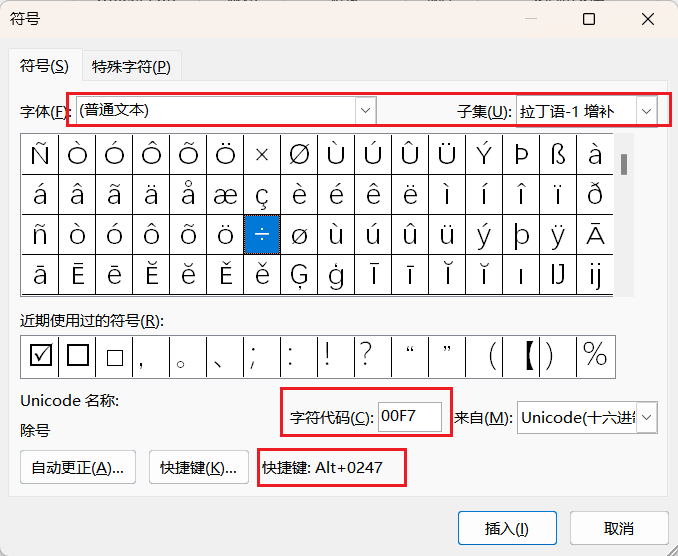 符号
符号(S) 特殊字符(P)
字体(F): (普通文本) 子集(U): 拉丁语-1 增补
Ñ Ò Ó Ô Õ Ö × Ø Ù Ú Û Ü Ý Þ ß à
á â ã ä å æ ç è é ê ë ì í î ï ð
ñ ò ó ô õ ö ÷ ø ù ú û ü ý þ ÿ Ā
ā Ē ē Ĕ ĕ Ě ě Ģ ģ Ī ī Ĭ ĭ ı Ĳ ĳ
近期使用过的符号(R):
☑ □ □ , 。 、 ; : ! ? “ ” ( 【 ) %
Unicode 名称:
除号
字符代码(C): 00F7 来自(M): Unicode(十六进制
自动更正(A)... 快捷键(K)... 快捷键: Alt+0247
插入(I) 取消